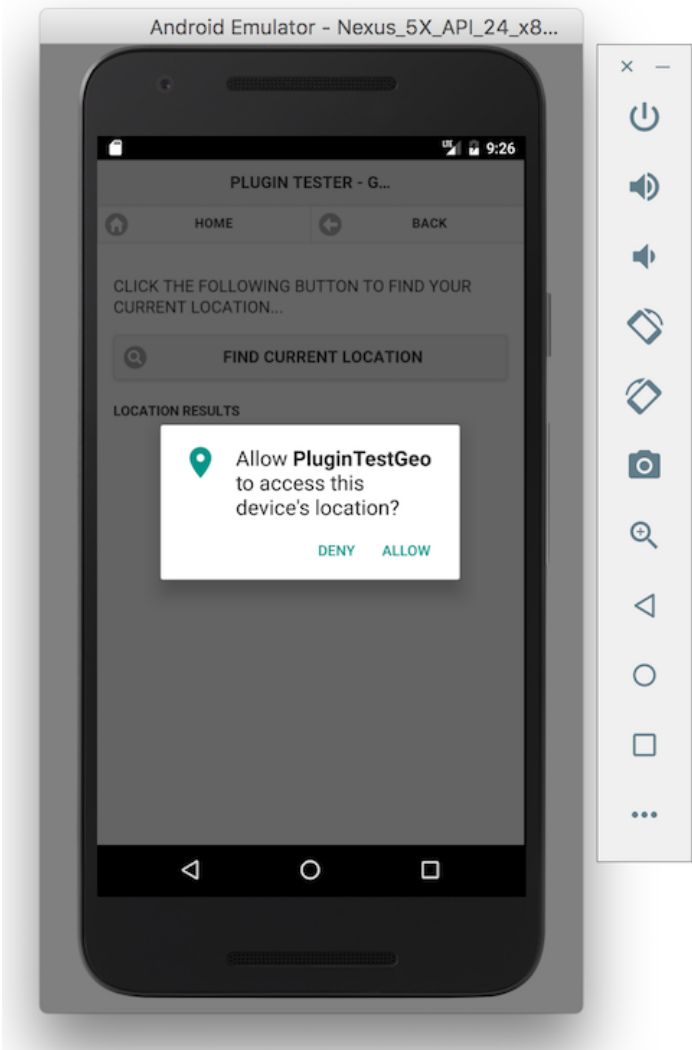 Android Emulator - Nexus_5X_API_24_x8...
LTE 9:26
PLUGIN TESTER - G...
HOME BACK
CLICK THE FOLLOWING BUTTON TO FIND YOUR
CURRENT LOCATION...
FIND CURRENT LOCATION
LOCATION RESULTS
Allow PluginTestGeo
to access this
device's location?
DENY ALLOW